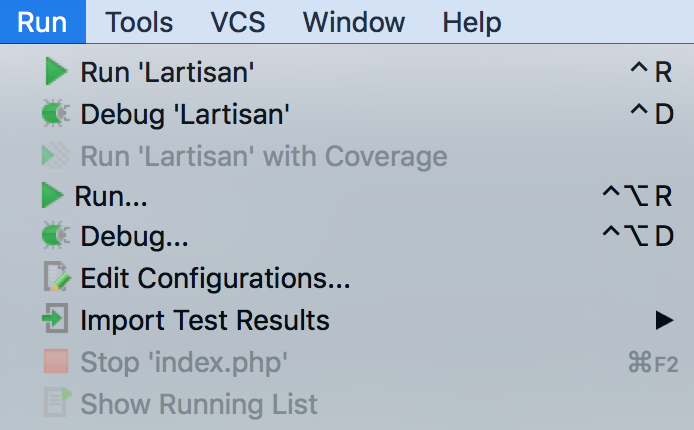 Run Tools VCS Window Help
Run 'Lartisan' ^ R
Debug 'Lartisan' ^ D
Run 'Lartisan' with Coverage
Run... ^⌥ R
Debug... ^⌥ D
Edit Configurations...
Import Test Results ▶
Stop 'index.php' ⌘F2
Show Running List